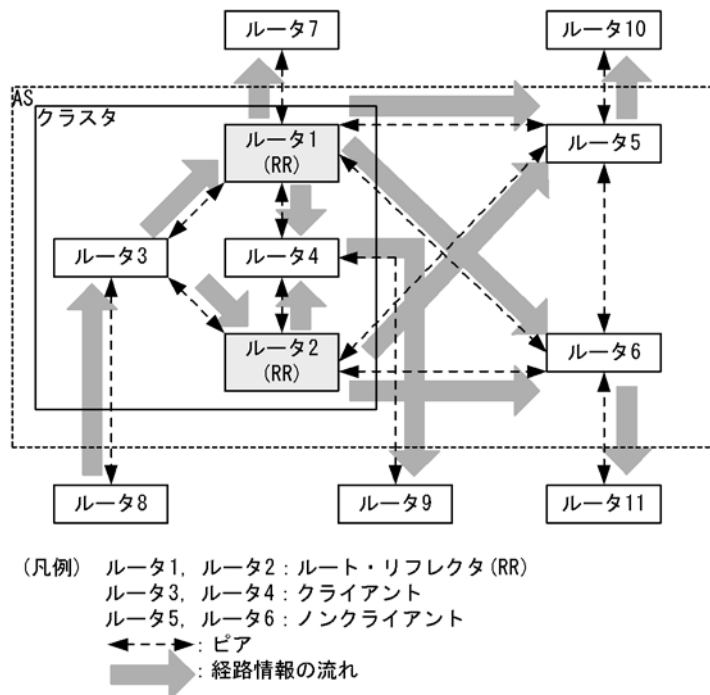 ルータ7
ルータ10
AS
クラスタ
ルータ1
(RR)
ルータ5
ルータ3
ルータ4
ルータ2
(RR)
ルータ6
ルータ8
ルータ9
ルータ11
(凡例) ルータ1, ルータ2：ルート・リフレクタ(RR)
ルータ3, ルータ4：クライアント
ルータ5, ルータ6：ノンクライアント
：ピア
：経路情報の流れ